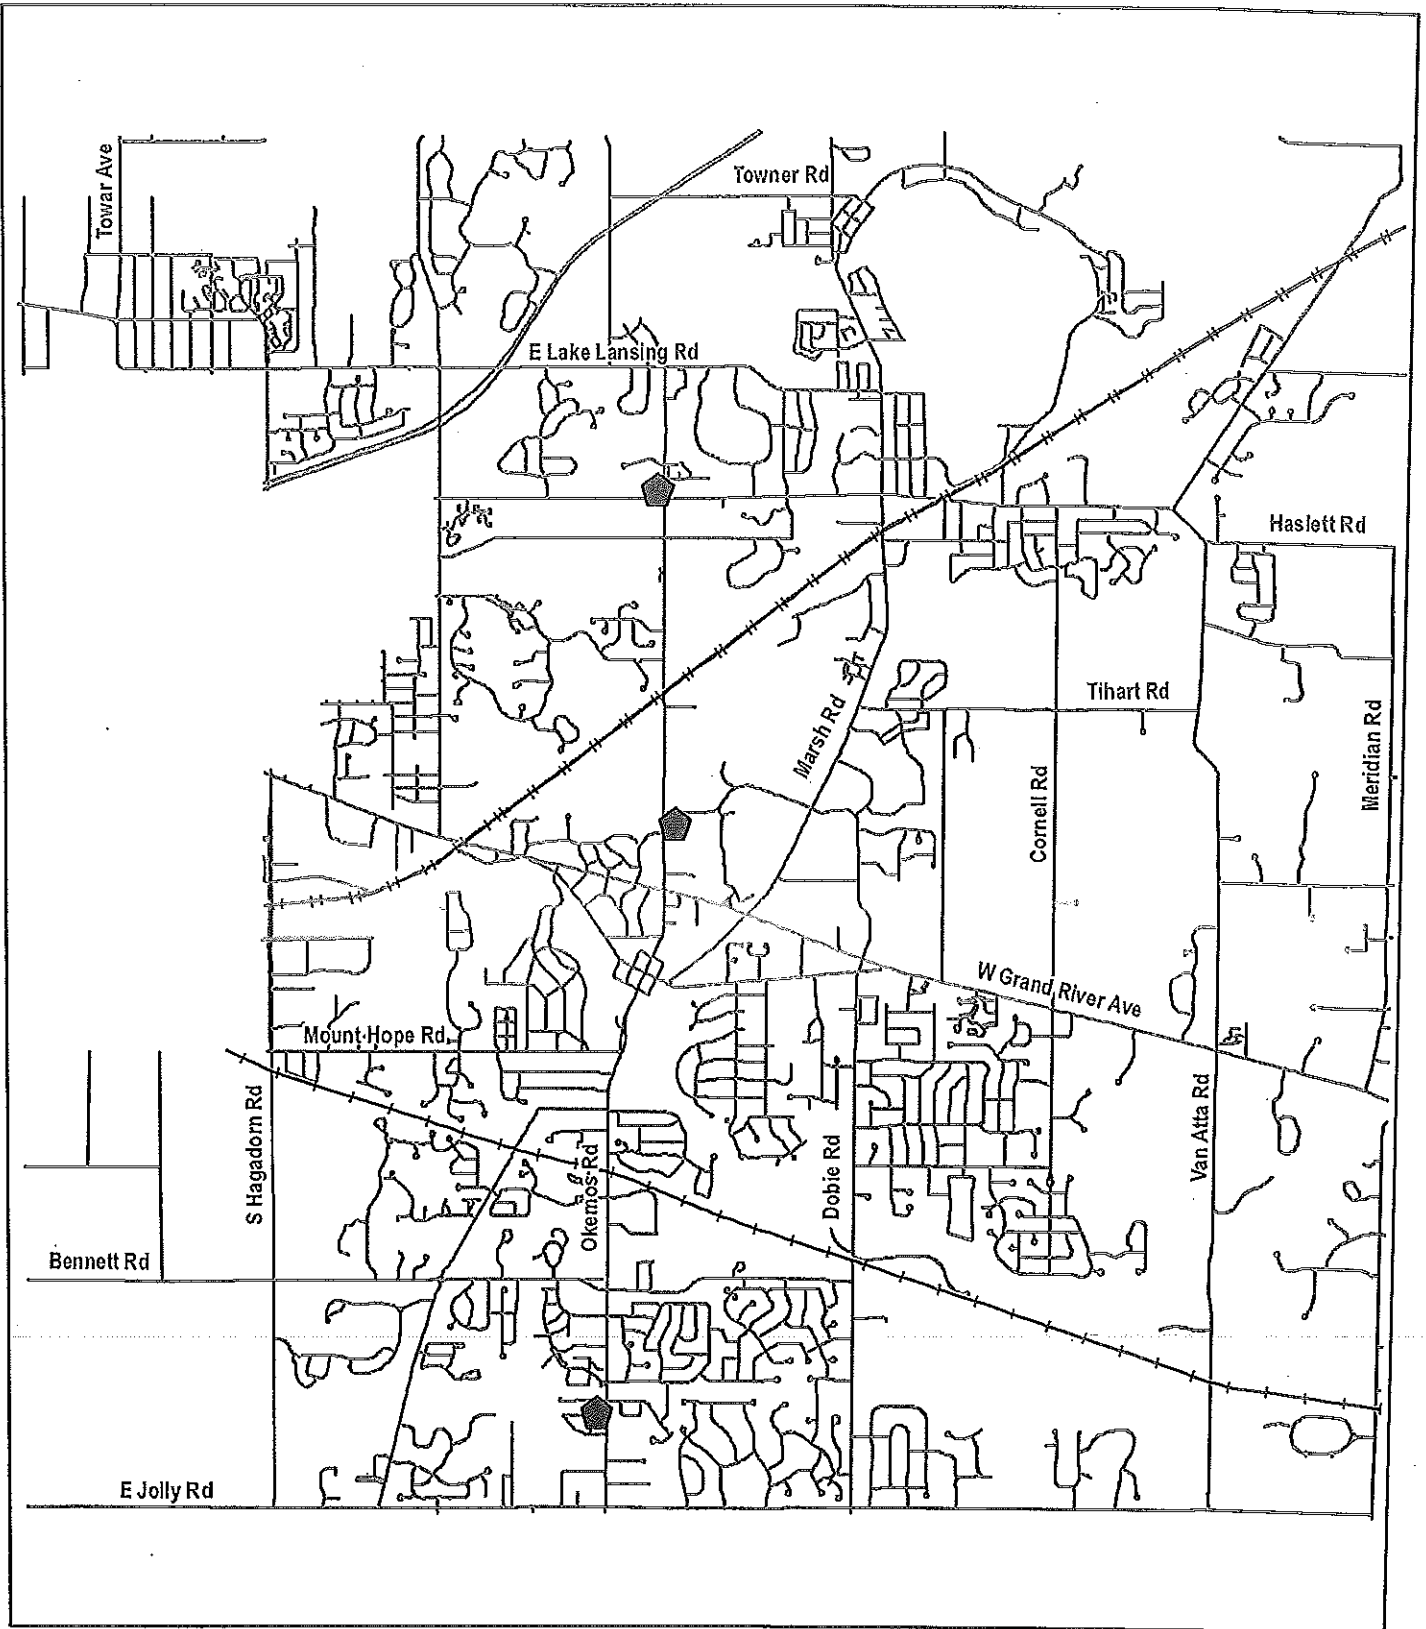 Towar Ave
Towner Rd
E Lake Lansing Rd
Haslett Rd
Tihart Rd
Marsh Rd
Meridian Rd
Cornell Rd
W Grand River Ave
Mount Hope Rd
S Hagadorn Rd
Van Atta Rd
Dobie Rd
Okemos Rd
Bennett Rd
E Jolly Rd